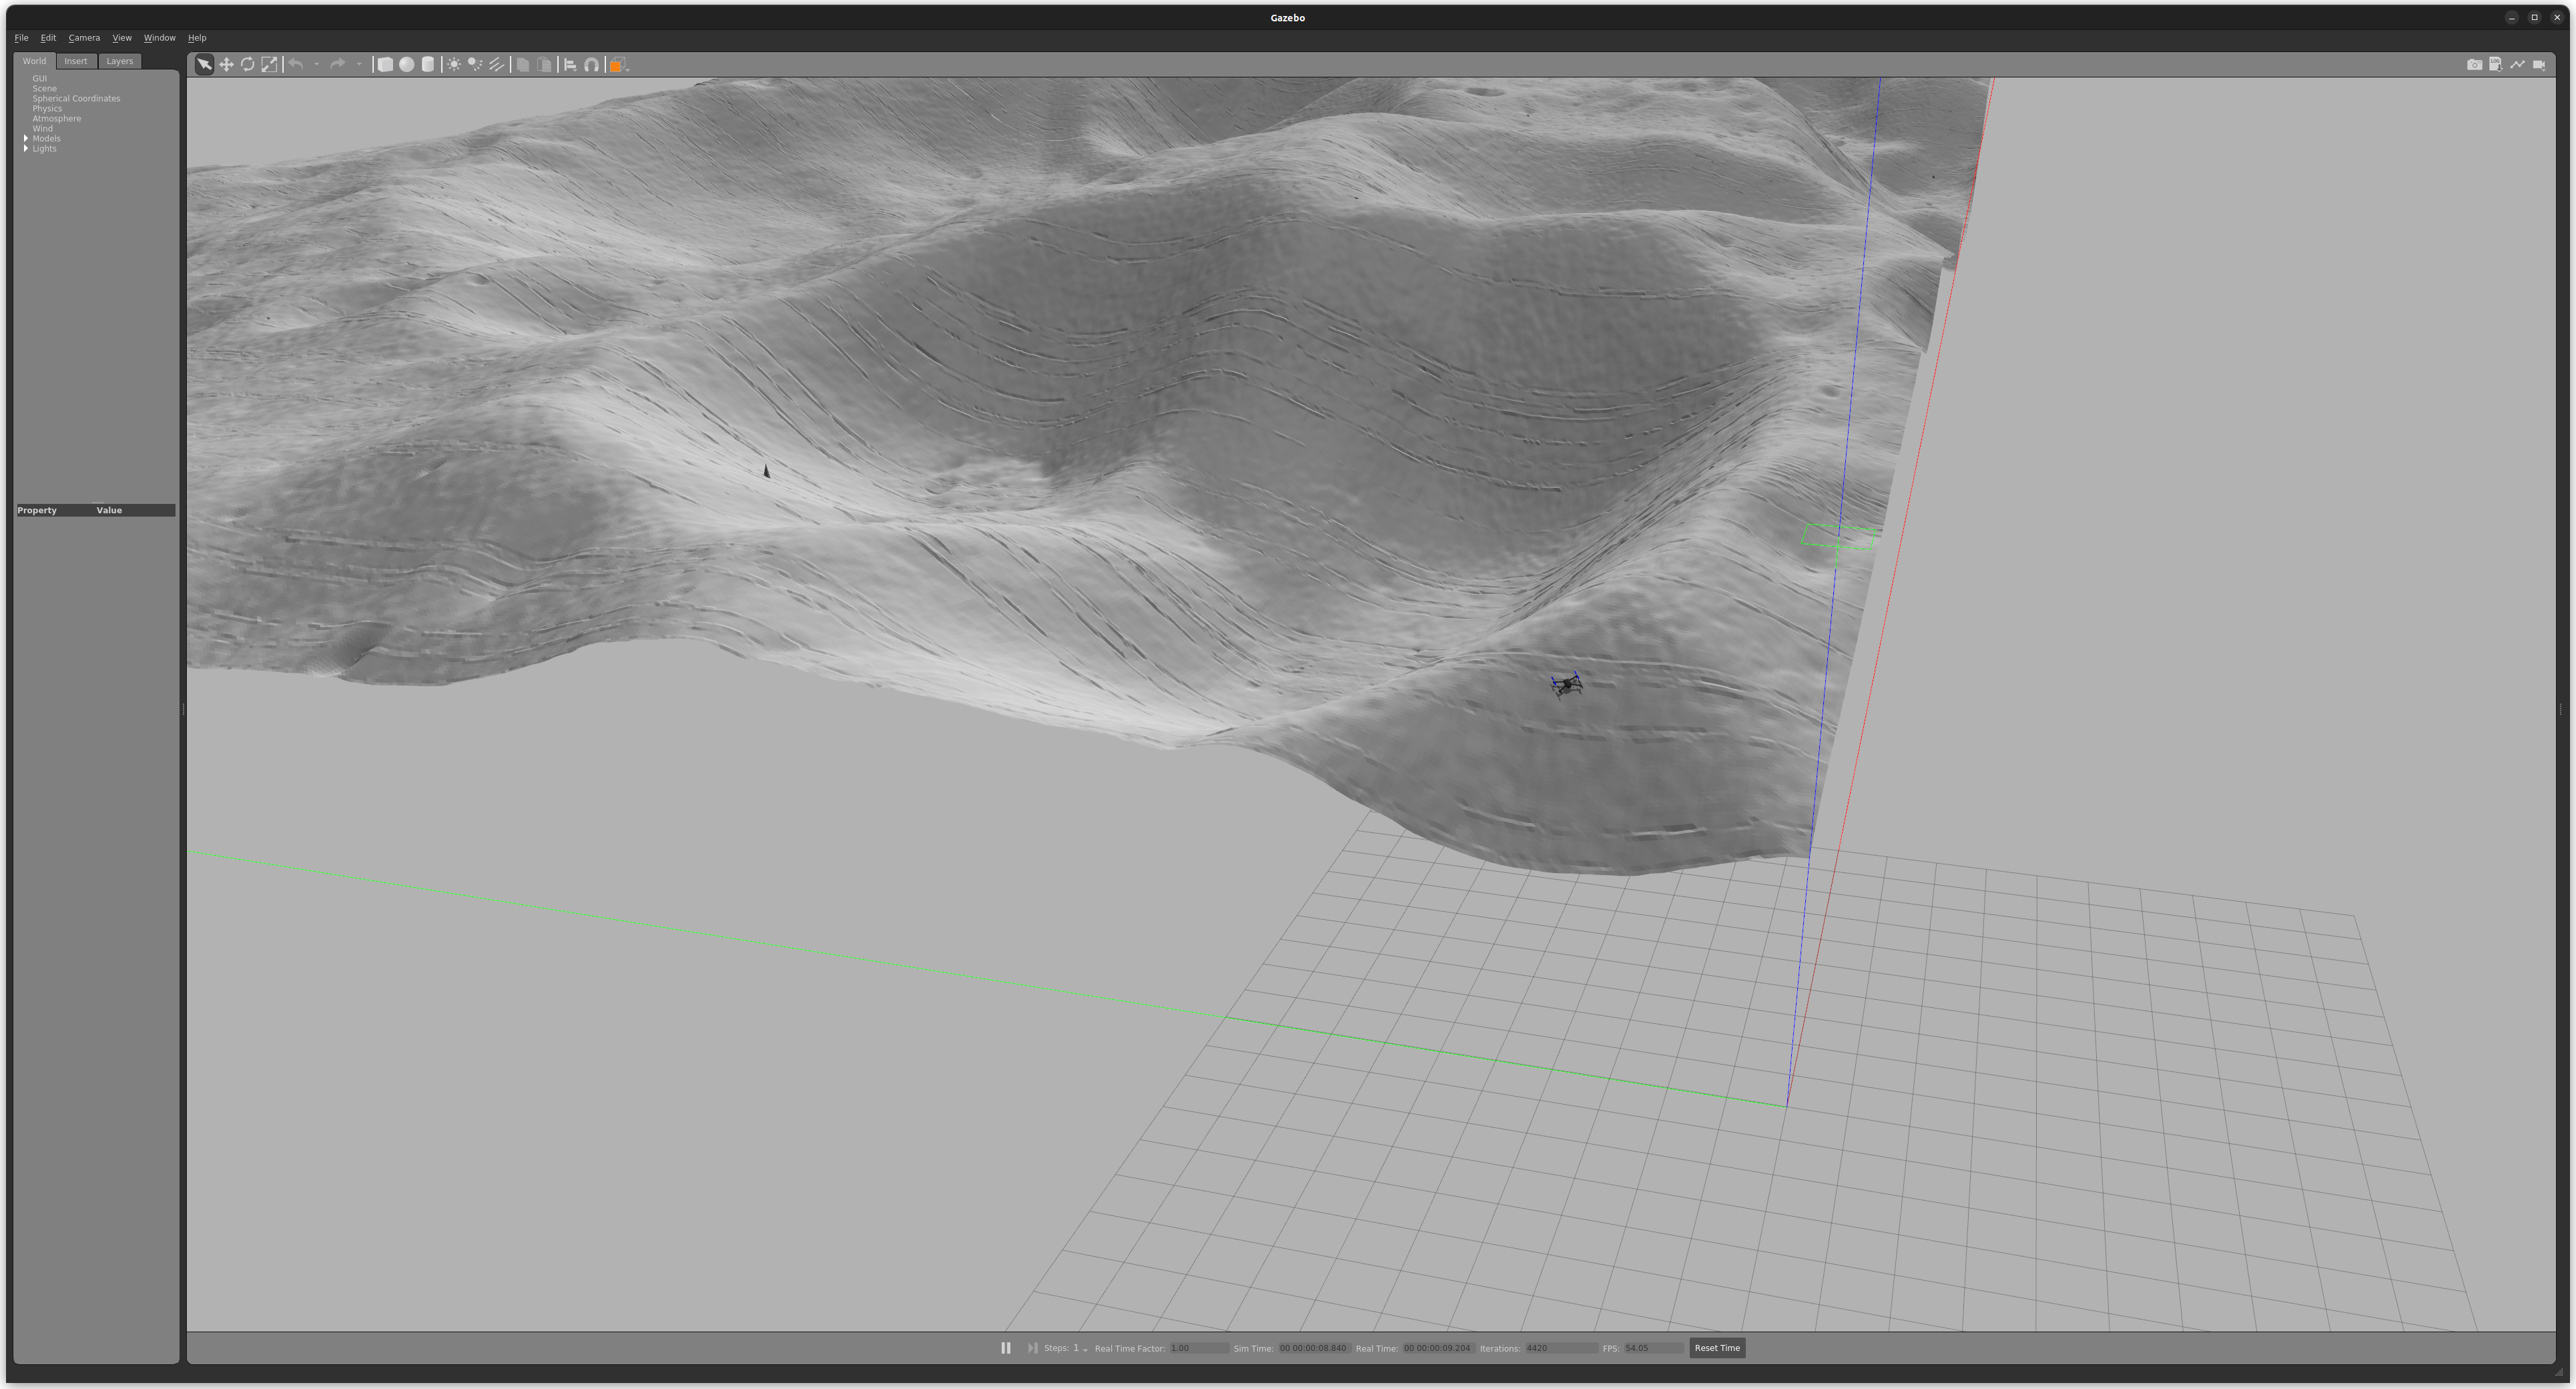 Gazebo
File Edit Camera View Window Help
World Insert Layers
GUI
Scene
Spherical Coordinates
Physics
Atmosphere
Wind
Models
Lights
Property Value
Steps: 1 Real Time Factor: 1.00 Sim Time: 00 00:00:08.840 Real Time: 00 00:00:09.204 Iterations: 4420 FPS: 54.05 Reset Time